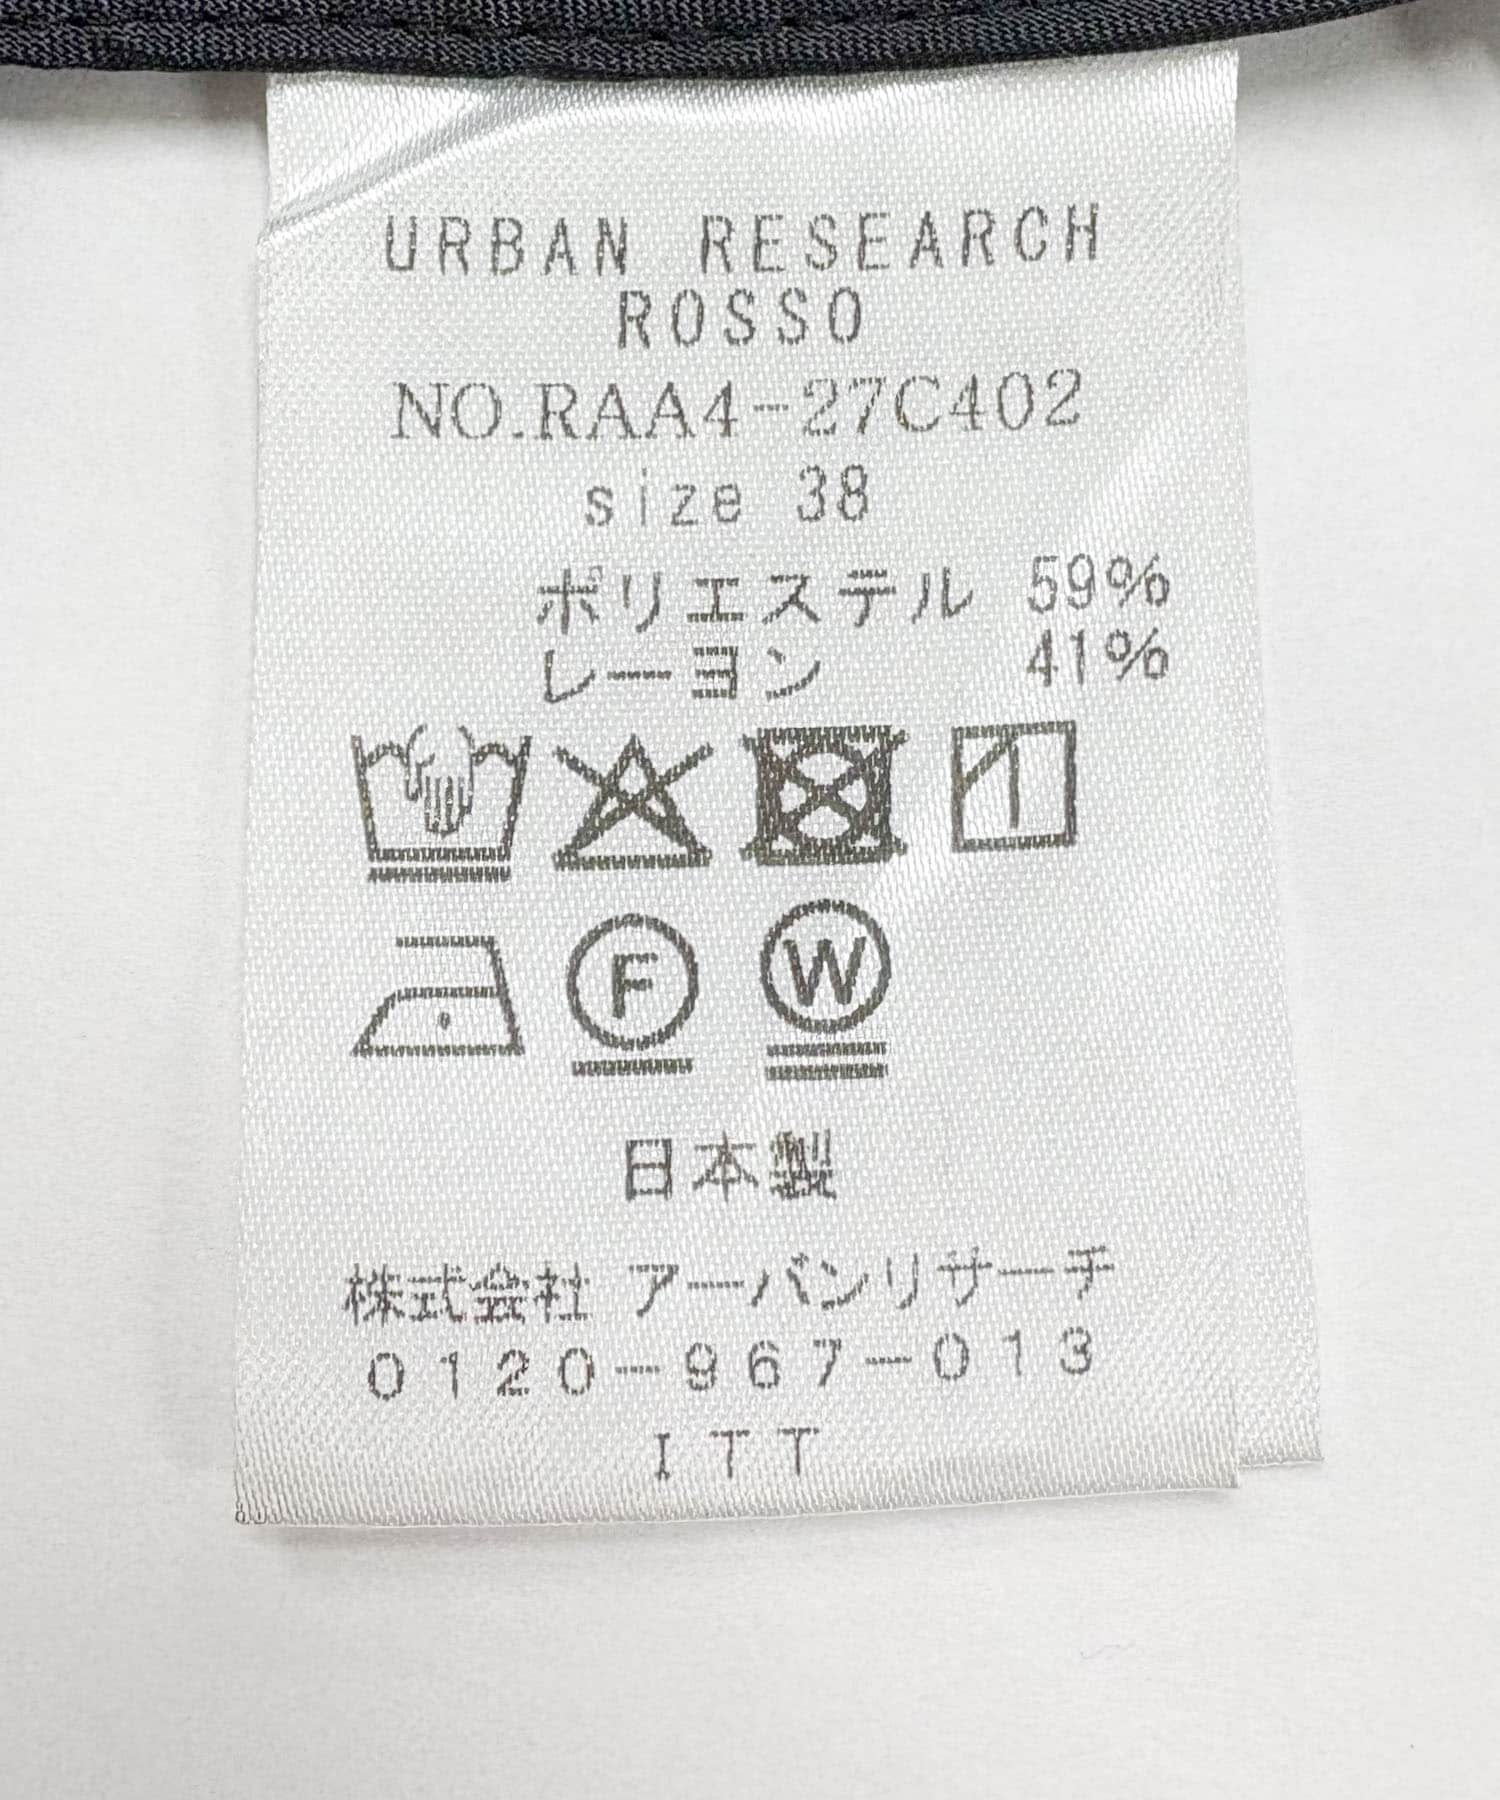 URBAN RESEARCH
ROSSO
NO.RAA4-27C402
size 38
ポリエステル 59%
レーヨン 41%
F W
日本製
株式会社 アーバンリサーチ
0120-967-013
ITT